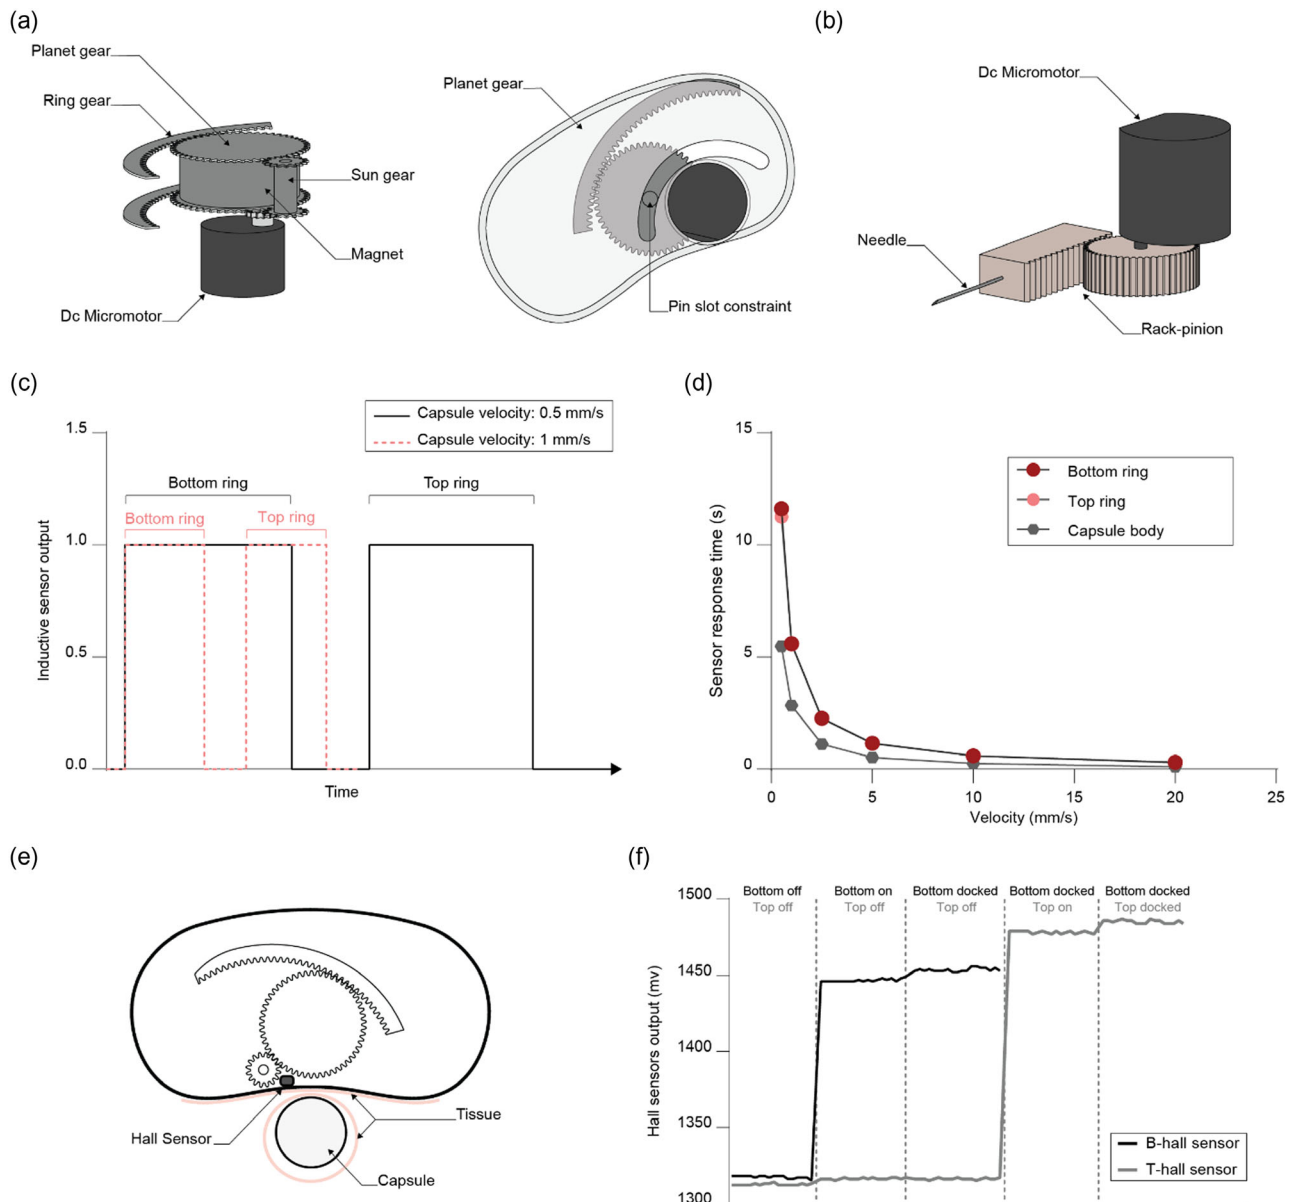 (a)
Planet gear
Ring gear
Sun gear
Magnet
Dc Micromotor
Planet gear
Pin slot constraint
(b)
Dc Micromotor
Needle
Rack-pinion
(c)
Capsule velocity: 0.5 mm/s
Capsule velocity: 1 mm/s
1.5
1.0
0.5
0.0
Inductive sensor output
Bottom ring
Top ring
Bottom ring
Top ring
Time
(d)
15
10
5
0
Sensor response time (s)
Bottom ring
Top ring
Capsule body
0 5 10 15 20 25
Velocity (mm/s)
(e)
Hall Sensor
Tissue
Capsule
(f)
1500
1450
1400
1350
1300
Hall sensors output (mv)
Bottom off Bottom on Bottom docked Bottom docked Bottom docked
Top off Top off Top off Top on Top docked
B-hall sensor
T-hall sensor